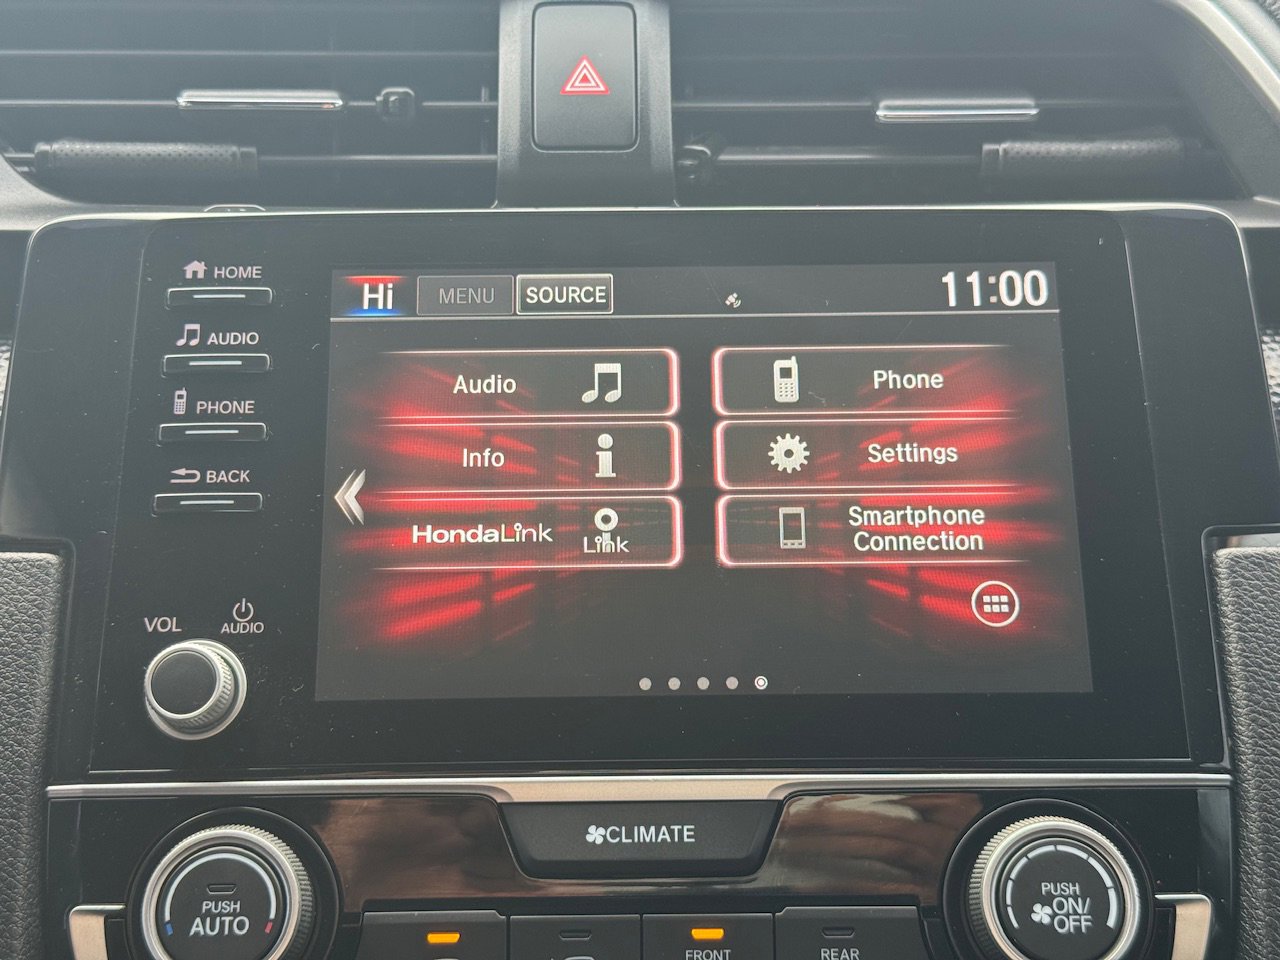 HOME
AUDIO
PHONE
BACK
VOL
AUDIO
Hi MENU SOURCE 11:00
Audio Phone
Info Settings
HondaLink Link
Smartphone
Connection
CLIMATE
PUSH
AUTO
FRONT
REAR
PUSH
ON/
OFF